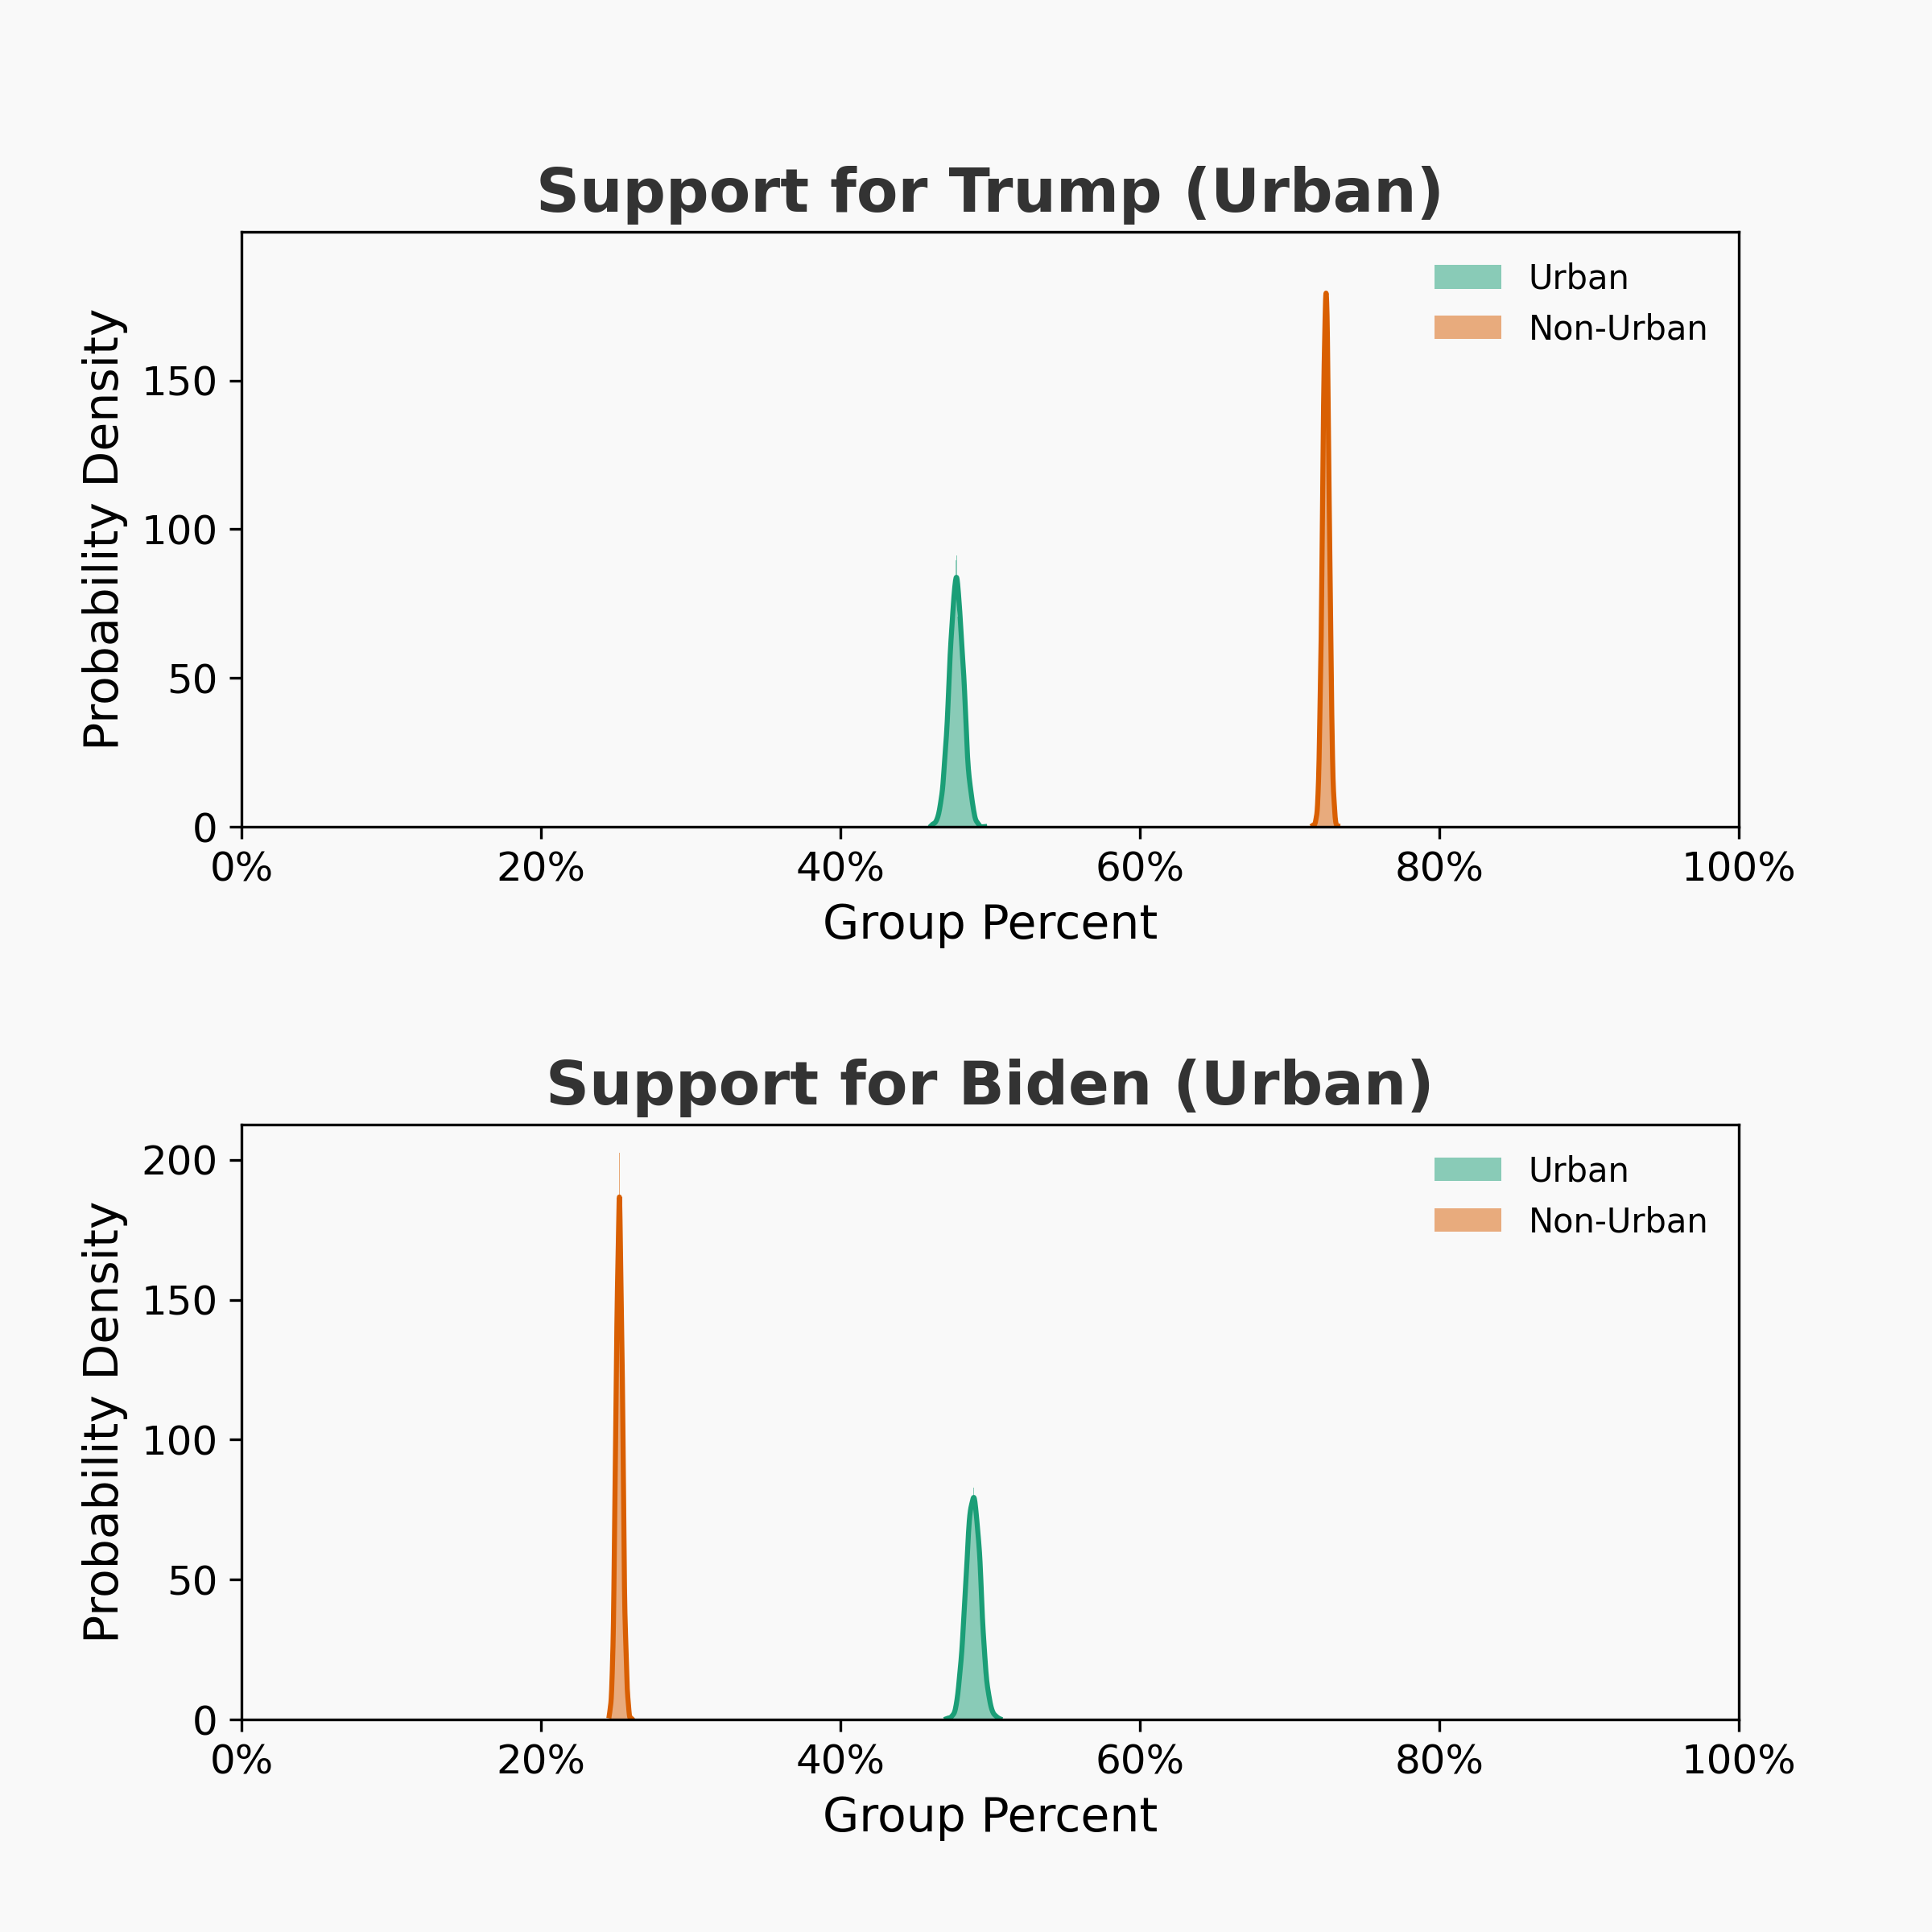 Support for Trump (Urban)
Urban
Non-Urban
Probability Density
150
100
50
0
0% 20% 40% 60% 80% 100%
Group Percent
Support for Biden (Urban)
Urban
Non-Urban
Probability Density
200
150
100
50
0
0% 20% 40% 60% 80% 100%
Group Percent